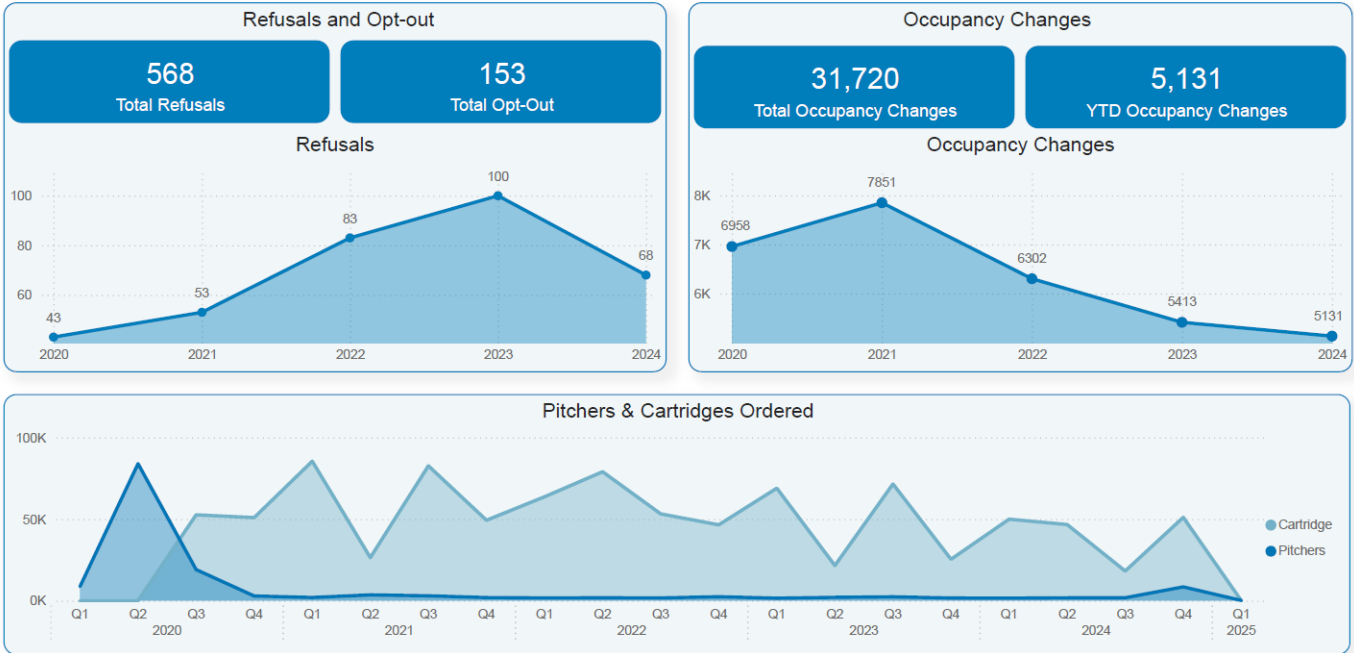 Refusals and Opt-out
568
Total Refusals
153
Total Opt-Out
Refusals
100
80
60
43
53
83
100
68
2020 2021 2022 2023 2024
Occupancy Changes
31,720
Total Occupancy Changes
5,131
YTD Occupancy Changes
Occupancy Changes
8K
7K
6K
6958
7851
6302
5413
5131
2020 2021 2022 2023 2024
Pitchers & Cartridges Ordered
100K
50K
0K
Q1 Q2 Q3 Q4 Q1 Q2 Q3 Q4 Q1 Q2 Q3 Q4 Q1 Q2 Q3 Q4 Q1 Q2 Q3 Q4 Q1
2020 2021 2022 2023 2024 2025
Cartridge
Pitchers